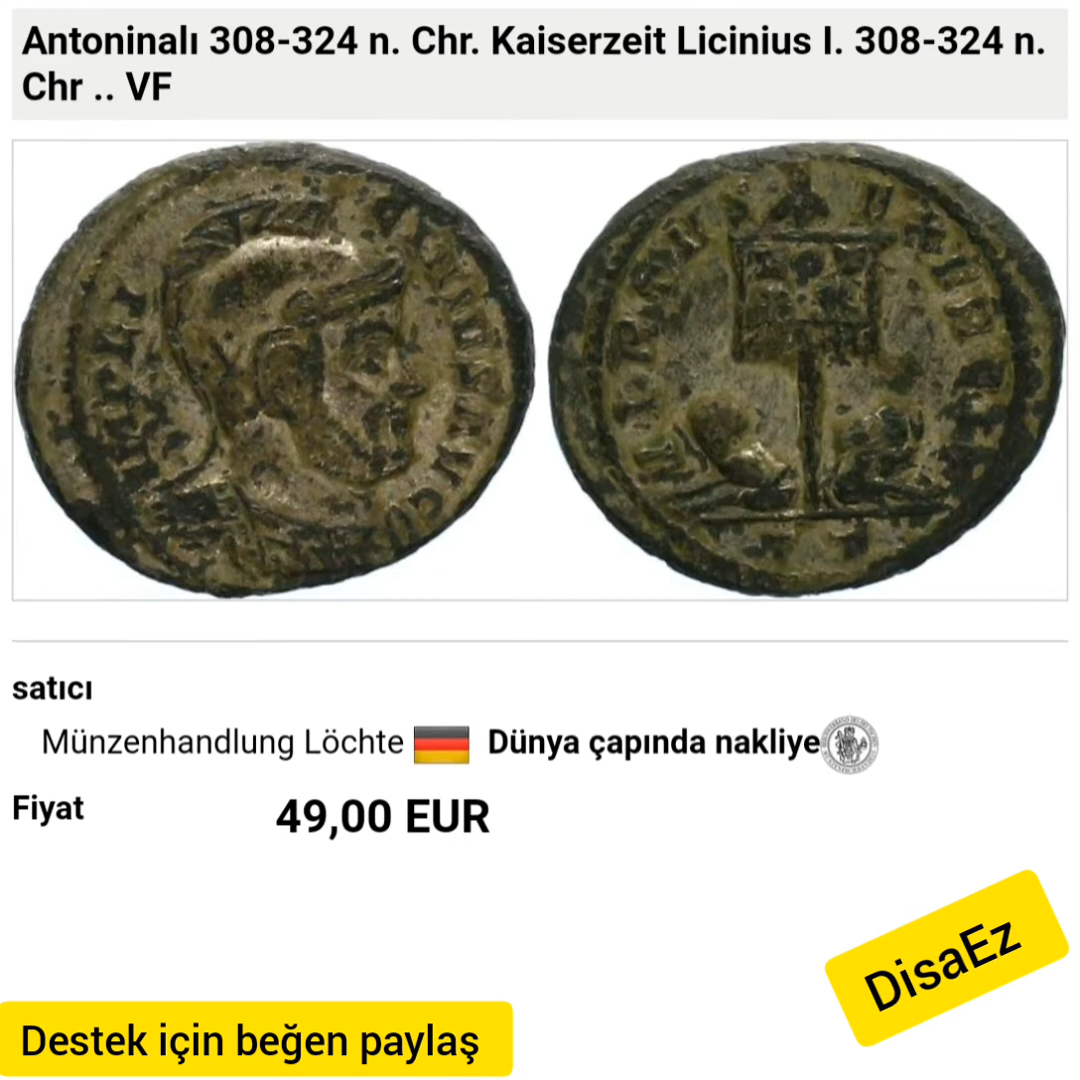 Antoninalı 308-324 n. Chr. Kaiserzeit Licinius I. 308-324 n.
Chr .. VF
satıcı
Münzenhandlung Löchte Dünya çapında nakliye
Fiyat 49,00 EUR
DisaEz
Destek için beğen paylaş